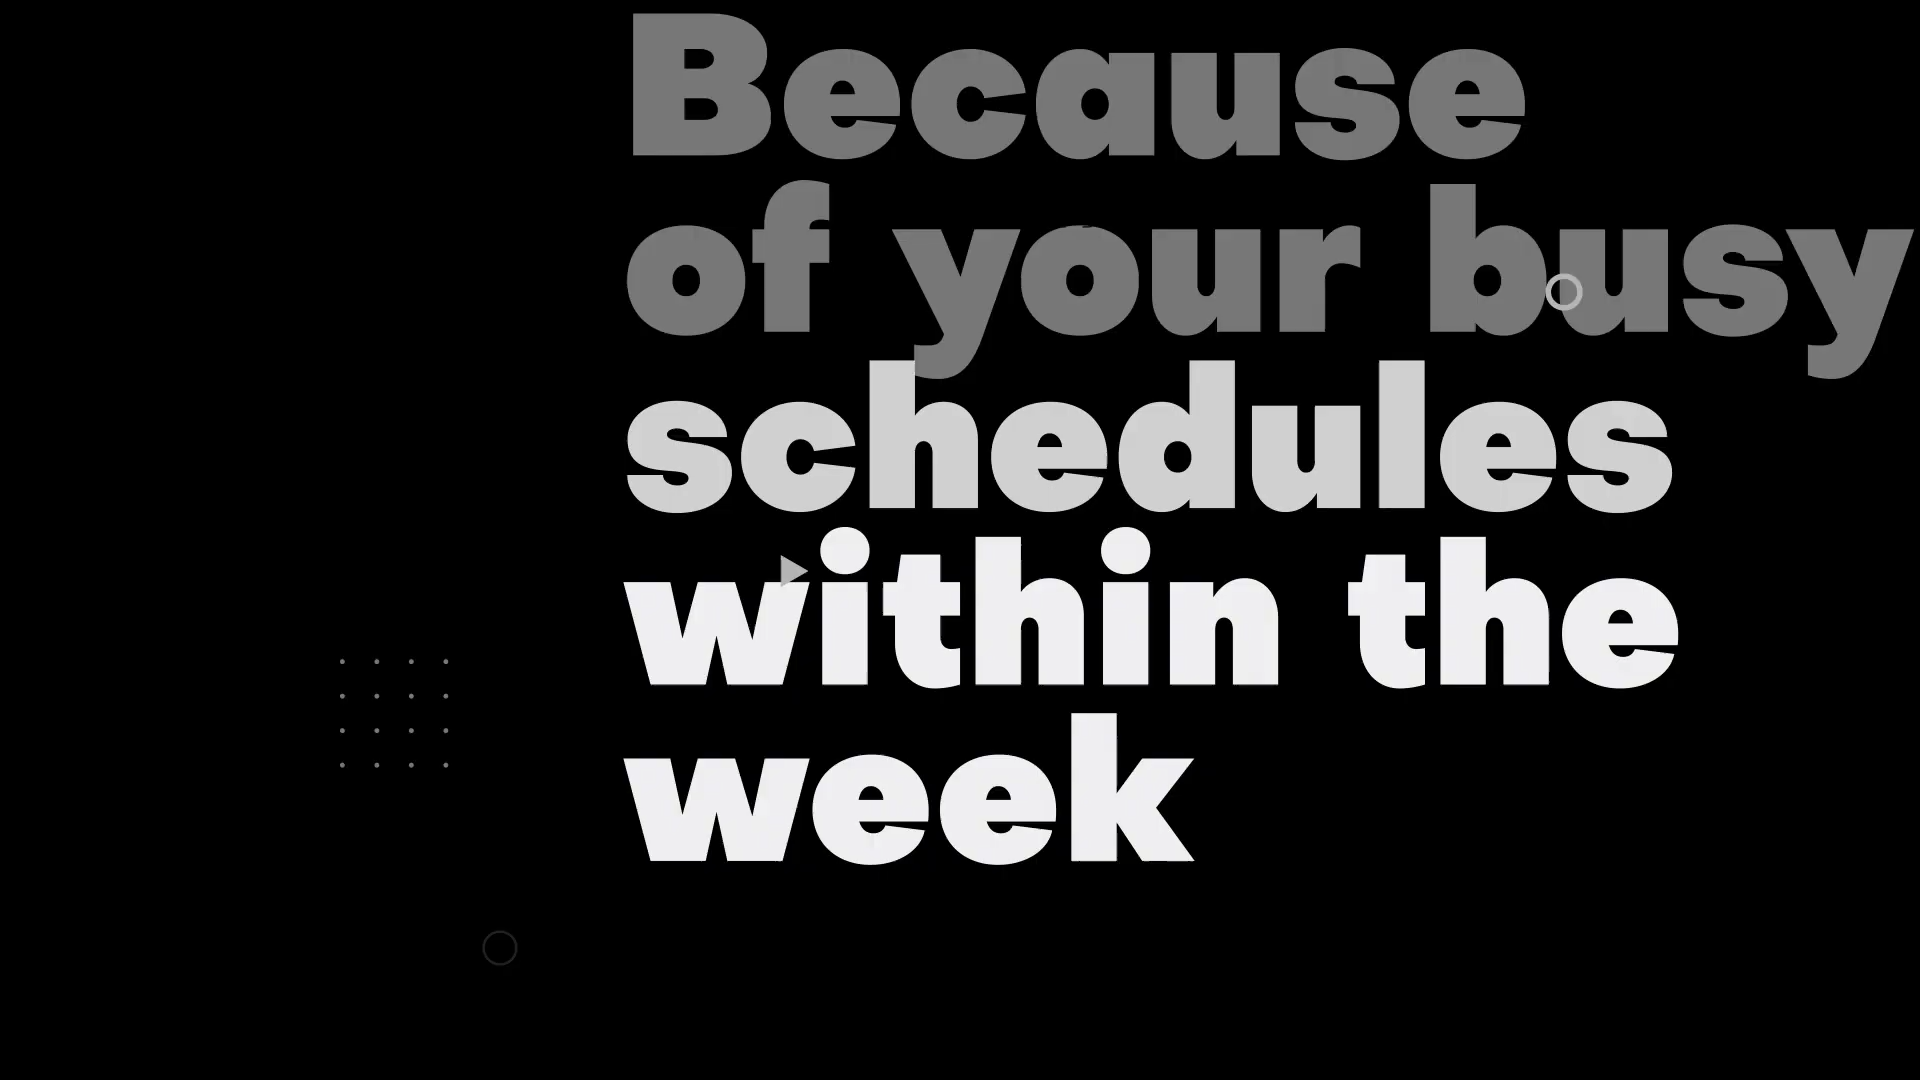 Because
of your busy
schedules
within the
week